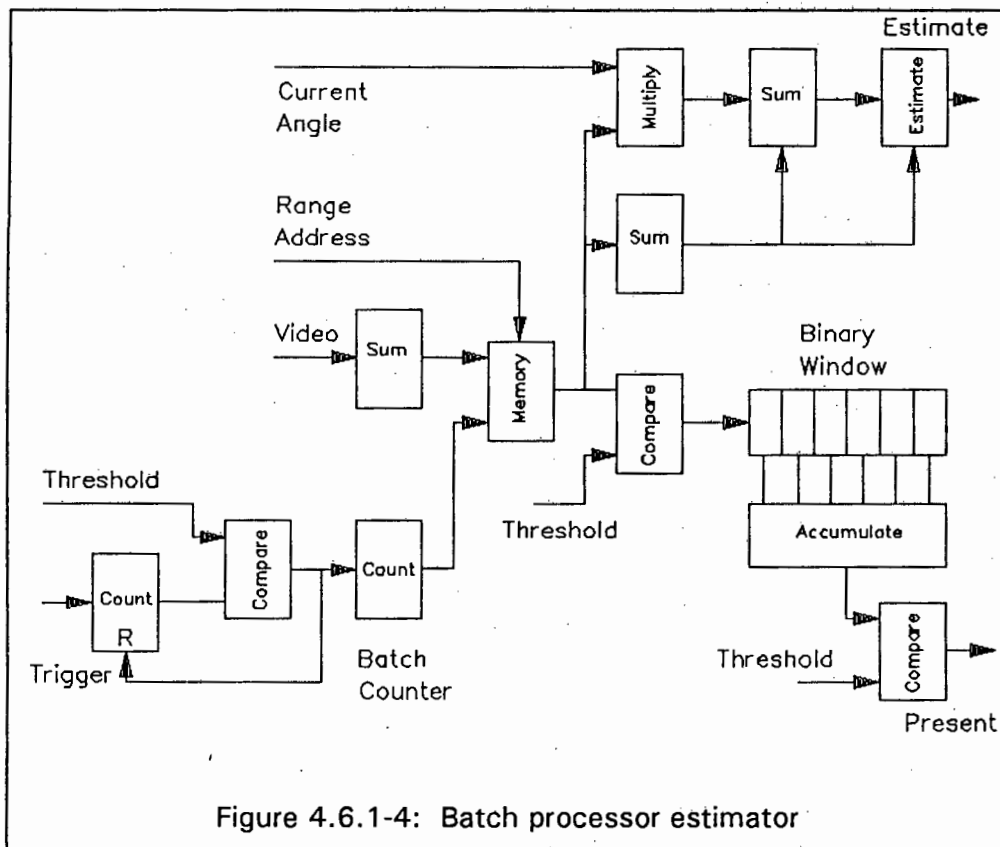 Estimate
Current
Angle
Multiply
Sum
Estimate
Range
Address
Sum
Video
Sum
Memory
Binary
Window
Compare
Threshold
Threshold
Accumulate
Compare
Count
Count
R
Trigger
Batch
Counter
Threshold
Compare
Present
Figure 4.6.1-4: Batch processor estimator